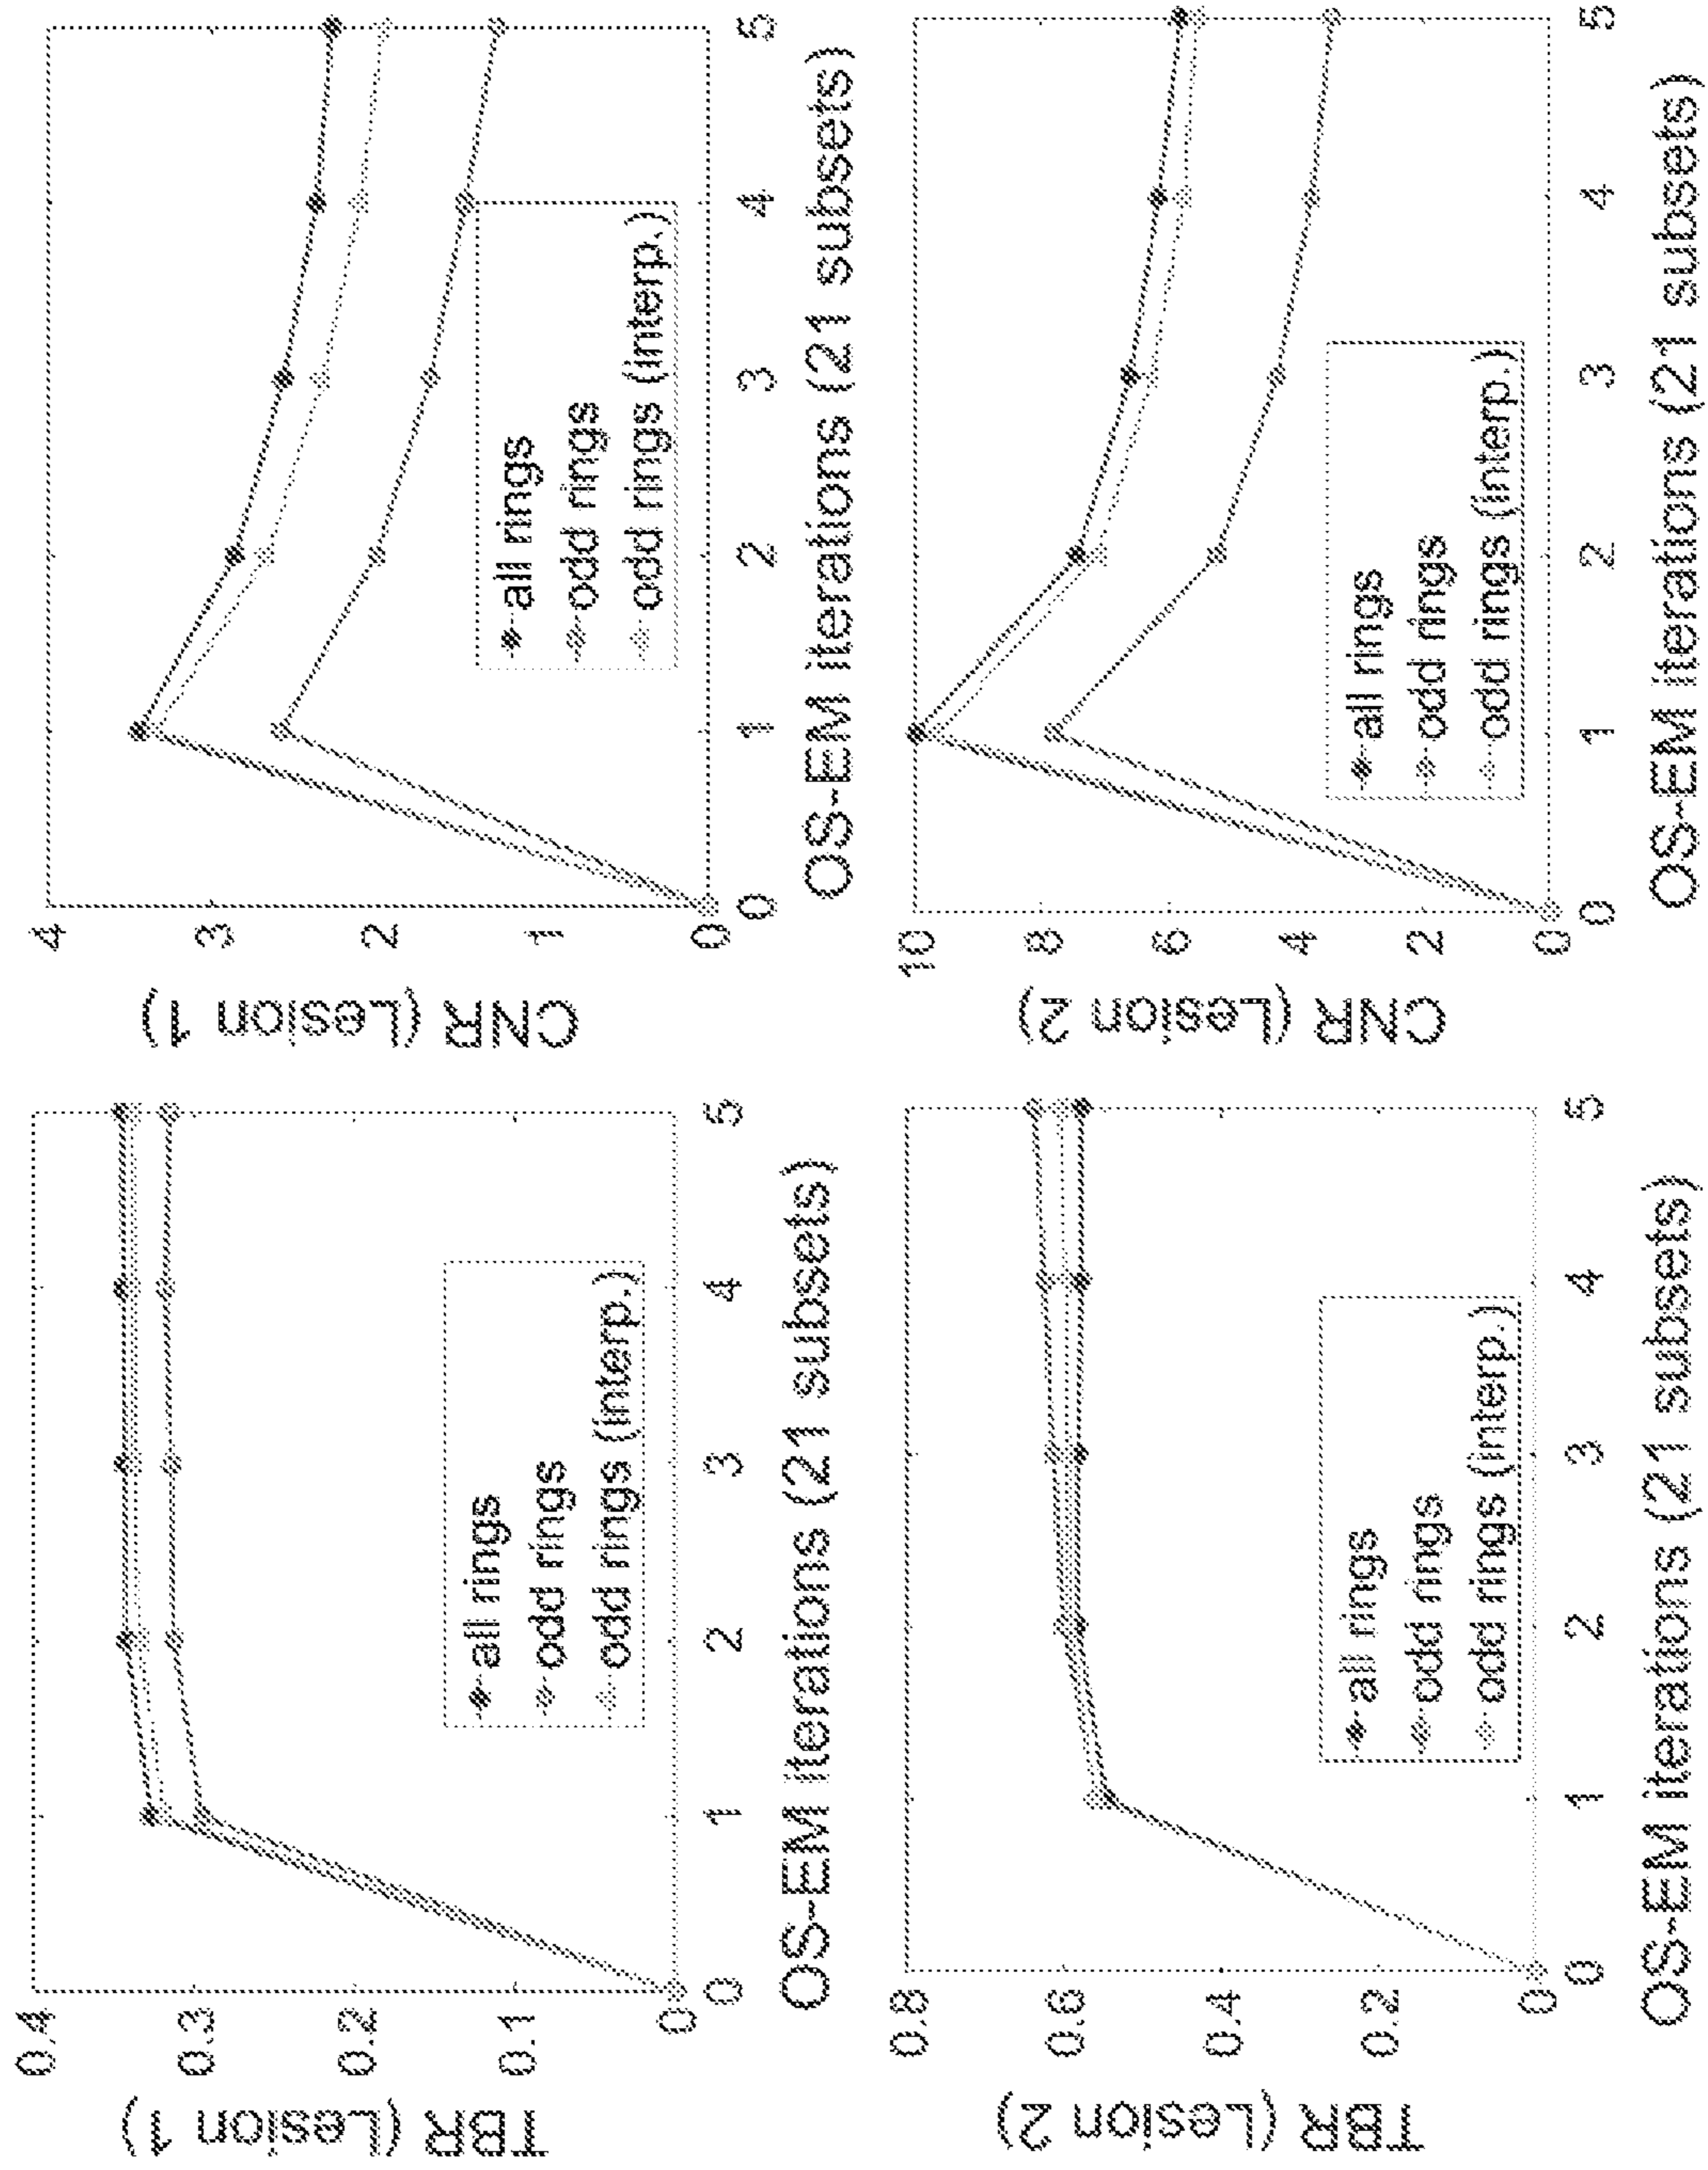 TBR (Lesion 1)
0.4
0.3
0.2
0.1
0
0 1 2 3 4 5
OS-EM iterations (21 subsets)
all rings
odd rings
odd rings (interp.)
CNR (Lesion 1)
4
3
2
1
0
0 1 2 3 4 5
OS-EM iterations (21 subsets)
all rings
odd rings
odd rings (interp.)
TBR (Lesion 2)
0.8
0.6
0.4
0.2
0
0 1 2 3 4 5
OS-EM iterations (21 subsets)
all rings
odd rings
odd rings (interp.)
CNR (Lesion 2)
10
8
6
4
2
0
0 1 2 3 4 5
OS-EM iterations (21 subsets)
all rings
odd rings
odd rings (interp.)